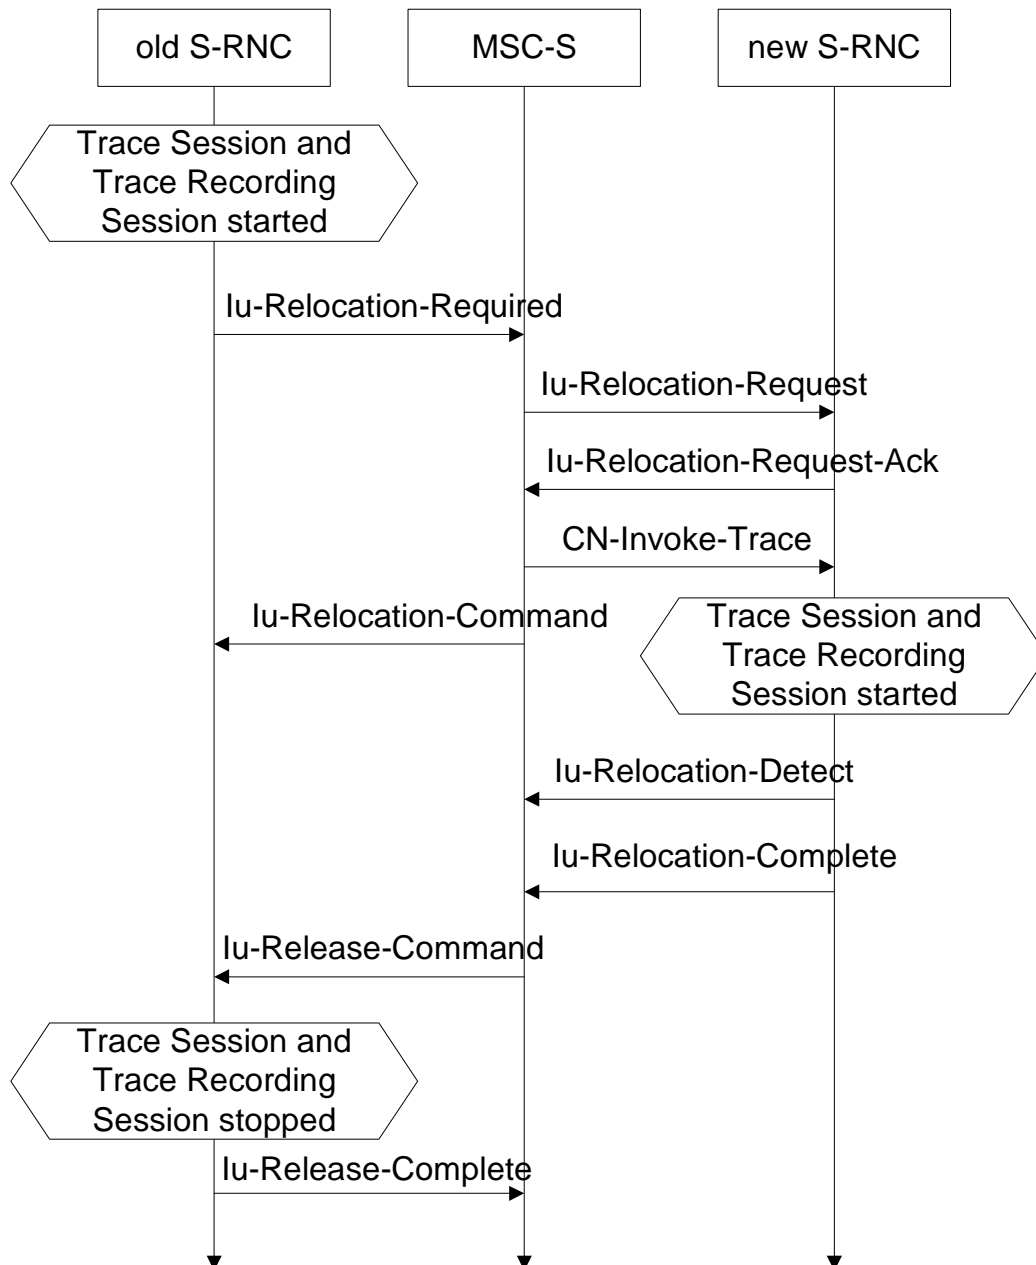 old S-RNC
MSC-S
new S-RNC
Trace Session and
Trace Recording
Session started
Iu-Relocation-Required
Iu-Relocation-Request
Iu-Relocation-Request-Ack
CN-Invoke-Trace
Iu-Relocation-Command
Trace Session and
Trace Recording
Session started
Iu-Relocation-Detect
Iu-Relocation-Complete
Iu-Release-Command
Trace Session and
Trace Recording
Session stopped
Iu-Release-Complete